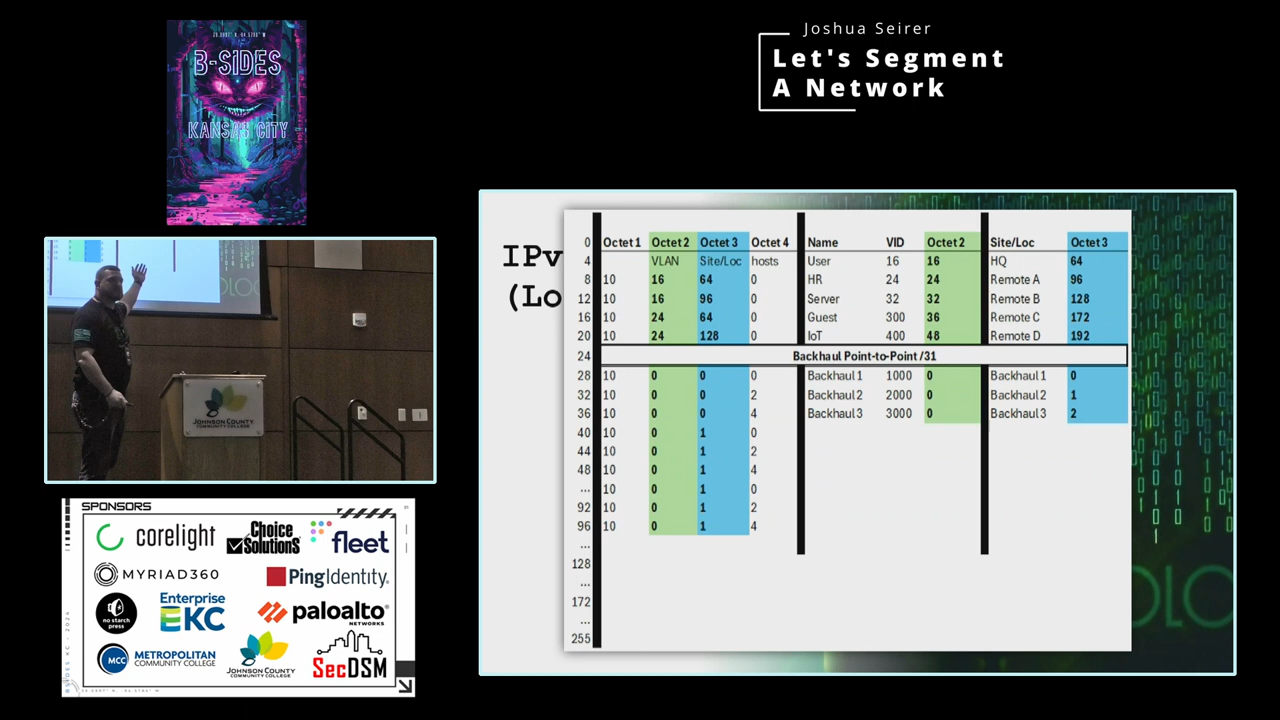 Joshua Seirer
Let's Segment
A Network
B-SIDES
KANSAS CITY
IPv
(Lo
0 Octet 1 Octet 2 Octet 3 Octet 4 Name VID Octet 2 Site/Loc Octet 3
4 VLAN Site/Loc hosts User 16 16 HQ 64
8 10 16 64 0 HR 24 24 Remote A 96
12 10 16 96 0 Server 32 32 Remote B 128
16 10 24 64 0 Guest 300 36 Remote C 172
20 10 24 128 0 IoT 400 48 Remote D 192
24 Backhaul Point-to-Point /31
28 10 0 0 0 Backhaul 1 1000 0 Backhaul 1 0
32 10 0 0 2 Backhaul 2 2000 0 Backhaul 2 1
36 10 0 0 4 Backhaul 3 3000 0 Backhaul 3 2
40 10 0 1 0
44 10 0 1 2
48 10 0 1 4
... 10 0 1 0
92 10 0 1 2
96 10 0 1 4
...
128
...
172
...
255
OLO
JOHNSON COUNTY
COMMUNITY COLLEGE
SPONSORS
corelight
Choice
Solutions
fleet
MYRIAD360
PingIdentity
no starch
press
Enterprise
EKC
paloalto
NETWORKS
MCC
METROPOLITAN
COMMUNITY COLLEGE
JOHNSON COUNTY
COMMUNITY COLLEGE
SecDSM